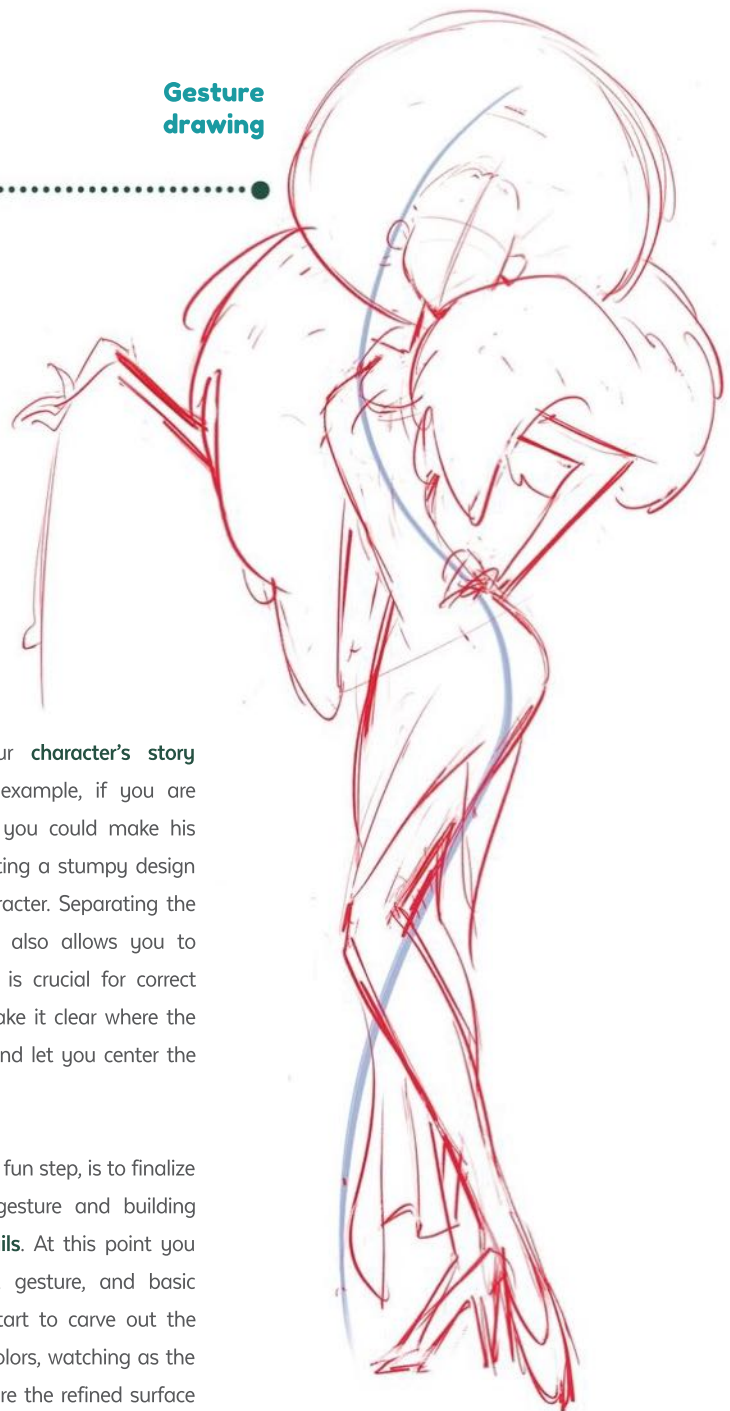 Gesture
drawing
ur character's story
example, if you are
you could make his
ting a stumpy design
racter. Separating the
also allows you to
is crucial for correct
ake it clear where the
nd let you center the
fun step, is to finalize
gesture and building
ils. At this point you
gesture, and basic
tart to carve out the
olors, watching as the
re the refined surface